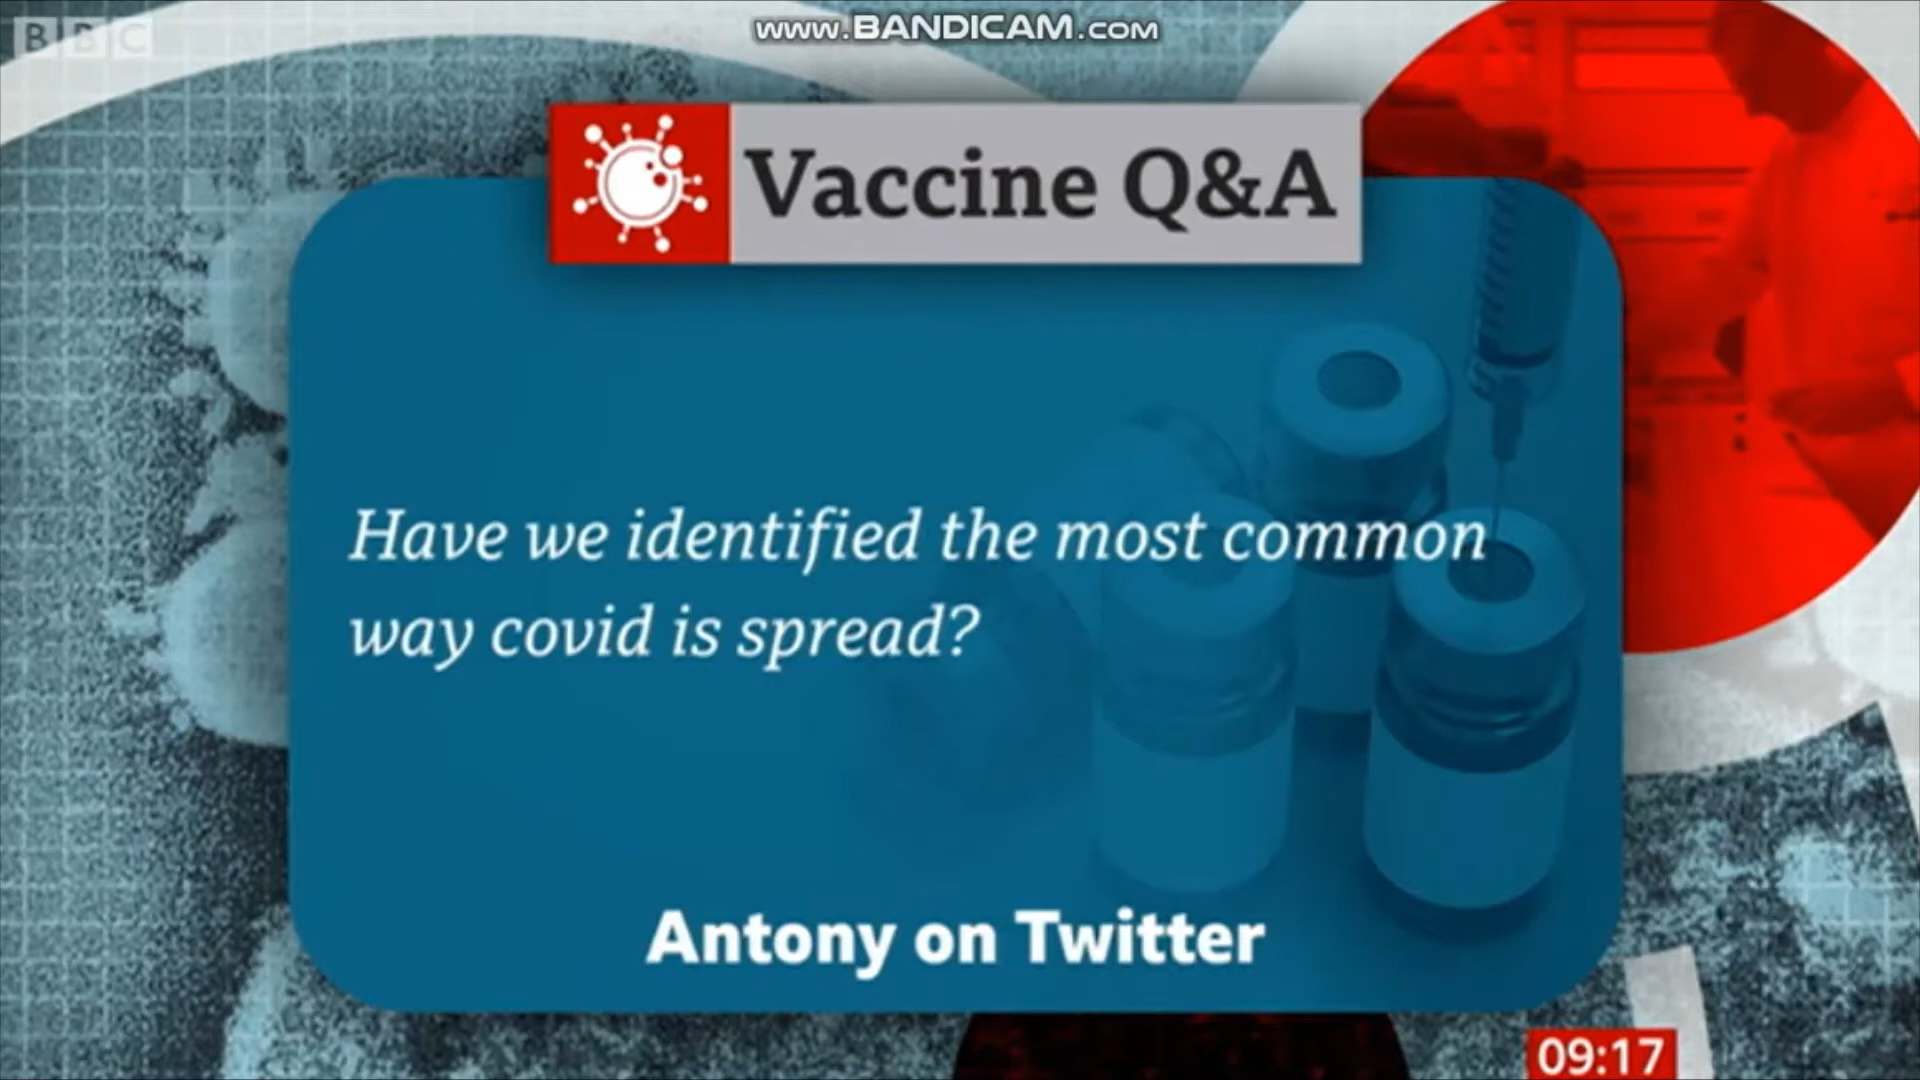 BBC
www.BANDICAM.com
Vaccine Q&A
Have we identified the most common
way covid is spread?
Antony on Twitter
09:17